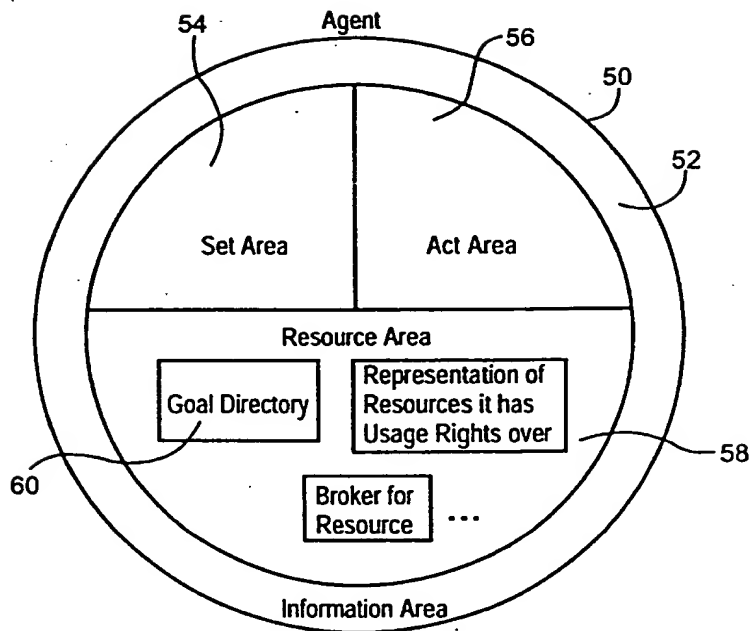 Agent
54
56
50
52
Set Area
Act Area
Resource Area
Goal Directory
Representation of
Resources it has
Usage Rights over
58
60
Broker for
Resource ...
Information Area